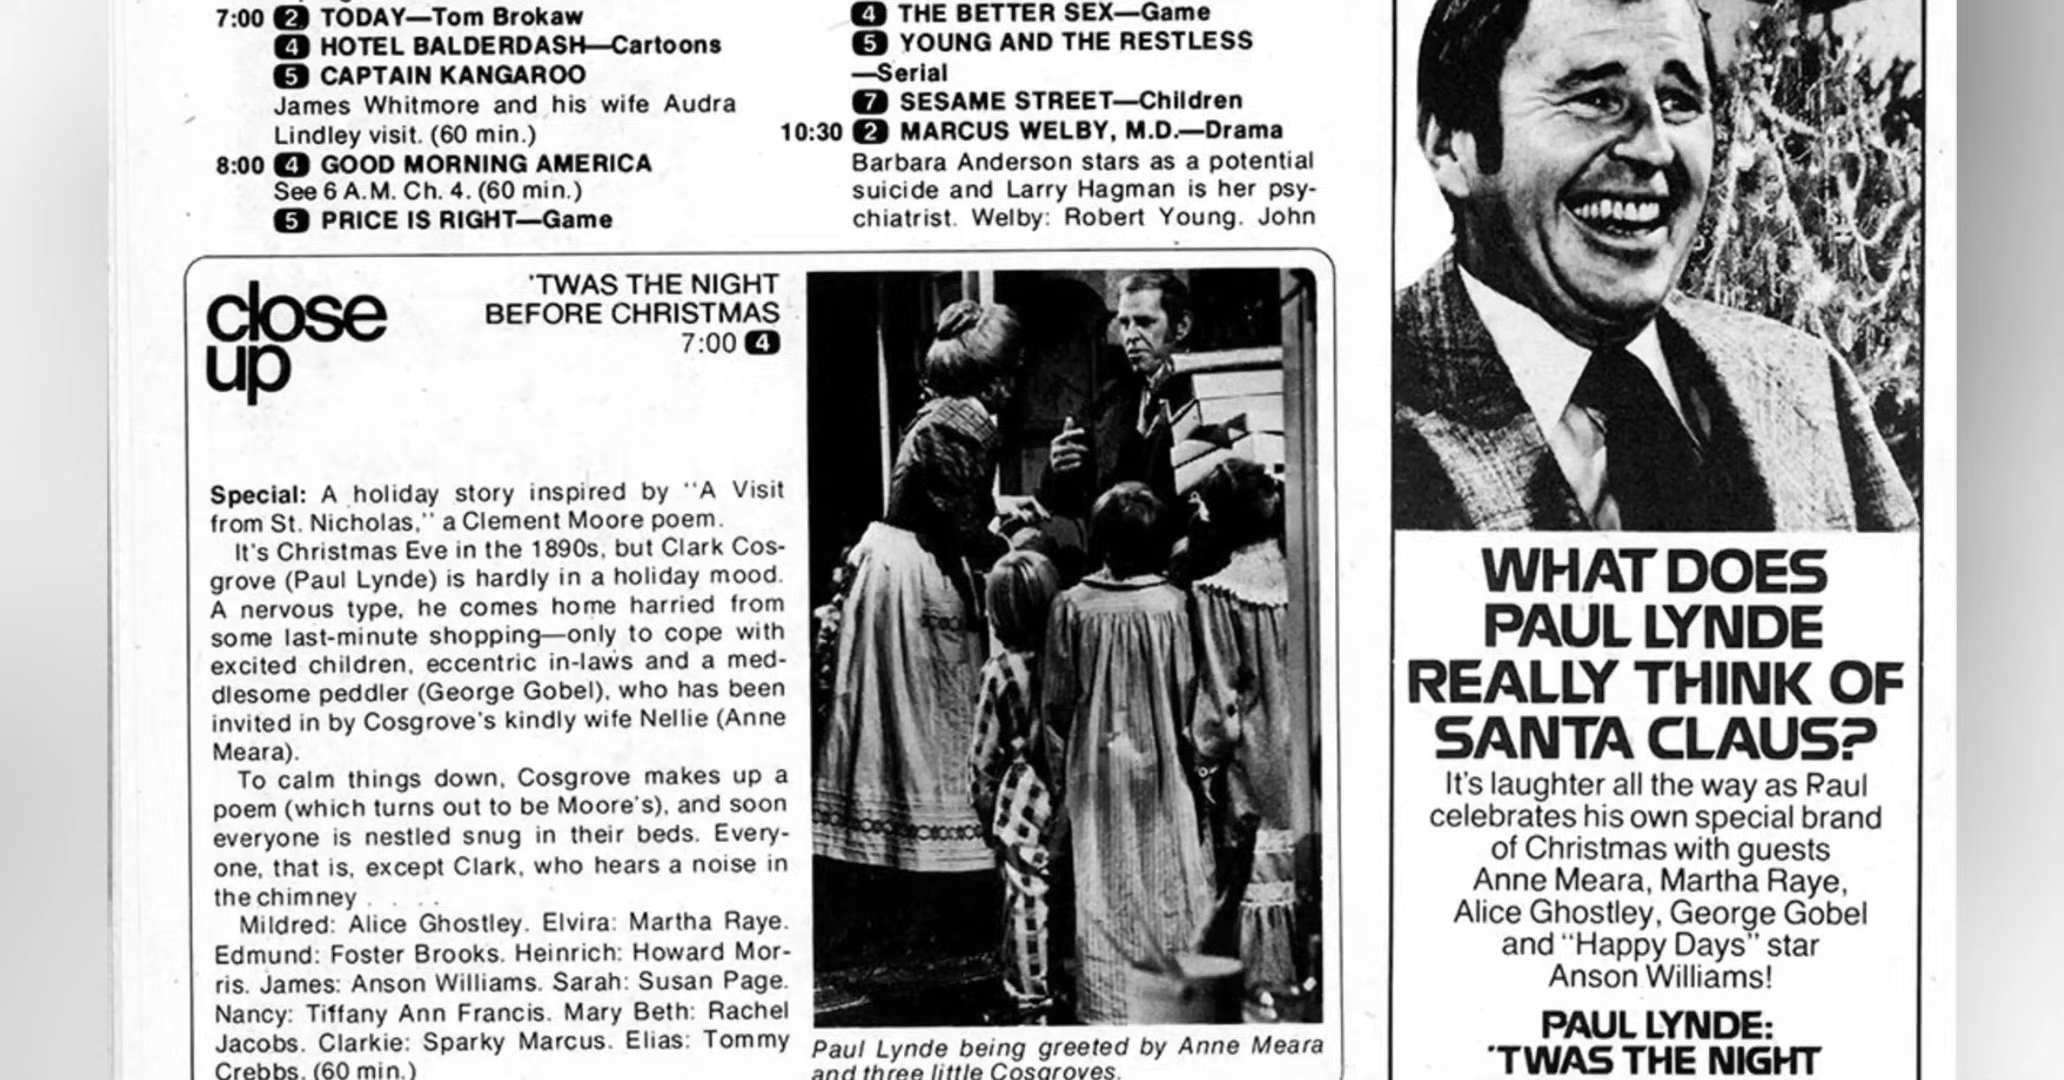 7:00 2 TODAY—Tom Brokaw
4 HOTEL BALDERDASH—Cartoons
5 CAPTAIN KANGAROO
James Whitmore and his wife Audra
Lindley visit. (60 min.)
8:00 4 GOOD MORNING AMERICA
See 6 A.M. Ch. 4. (60 min.)
5 PRICE IS RIGHT—Game
4 THE BETTER SEX—Game
5 YOUNG AND THE RESTLESS
—Serial
7 SESAME STREET—Children
10:30 2 MARCUS WELBY, M.D.—Drama
Barbara Anderson stars as a potential
suicide and Larry Hagman is her psy-
chiatrist. Welby: Robert Young. John
close
up
'TWAS THE NIGHT
BEFORE CHRISTMAS
7:00 4
Special: A holiday story inspired by "A Visit
from St. Nicholas," a Clement Moore poem.
It's Christmas Eve in the 1890s, but Clark Cos-
grove (Paul Lynde) is hardly in a holiday mood.
A nervous type, he comes home harried from
some last-minute shopping—only to cope with
excited children, eccentric in-laws and a med-
dlesome peddler (George Gobel), who has been
invited in by Cosgrove's kindly wife Nellie (Anne
Meara).
To calm things down, Cosgrove makes up a
poem (which turns out to be Moore's), and soon
everyone is nestled snug in their beds. Every-
one, that is, except Clark, who hears a noise in
the chimney . . . .
Mildred: Alice Ghostley. Elvira: Martha Raye.
Edmund: Foster Brooks. Heinrich: Howard Mor-
ris. James: Anson Williams. Sarah: Susan Page.
Nancy: Tiffany Ann Francis. Mary Beth: Rachel
Jacobs. Clarkie: Sparky Marcus. Elias: Tommy
Crebbs. (60 min.)
Paul Lynde being greeted by Anne Meara
and three little Cosgroves.
WHAT DOES
PAUL LYNDE
REALLY THINK OF
SANTA CLAUS?
It's laughter all the way as Paul
celebrates his own special brand
of Christmas with guests
Anne Meara, Martha Raye,
Alice Ghostley, George Gobel
and "Happy Days" star
Anson Williams!
PAUL LYNDE:
'TWAS THE NIGHT